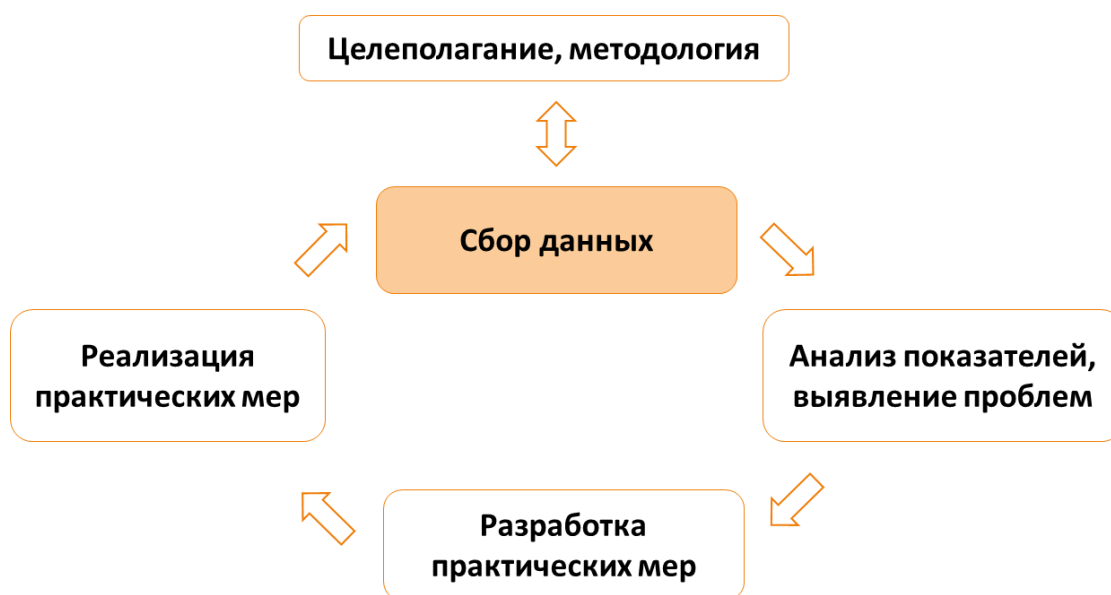 Целеполагание, методология
Сбор данных
Реализация
практических мер
Анализ показателей,
выявление проблем
Разработка
практических мер